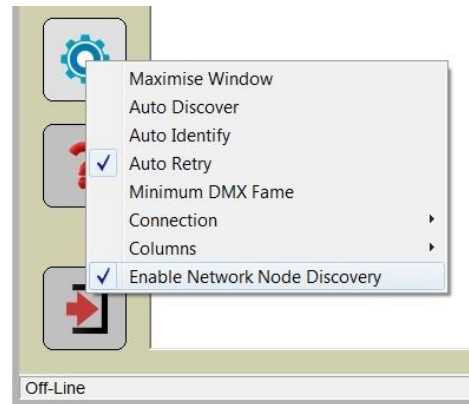 Maximise Window
Auto Discover
Auto Identify
Auto Retry
Minimum DMX Fame
Connection
Columns
Enable Network Node Discovery
Off-Line